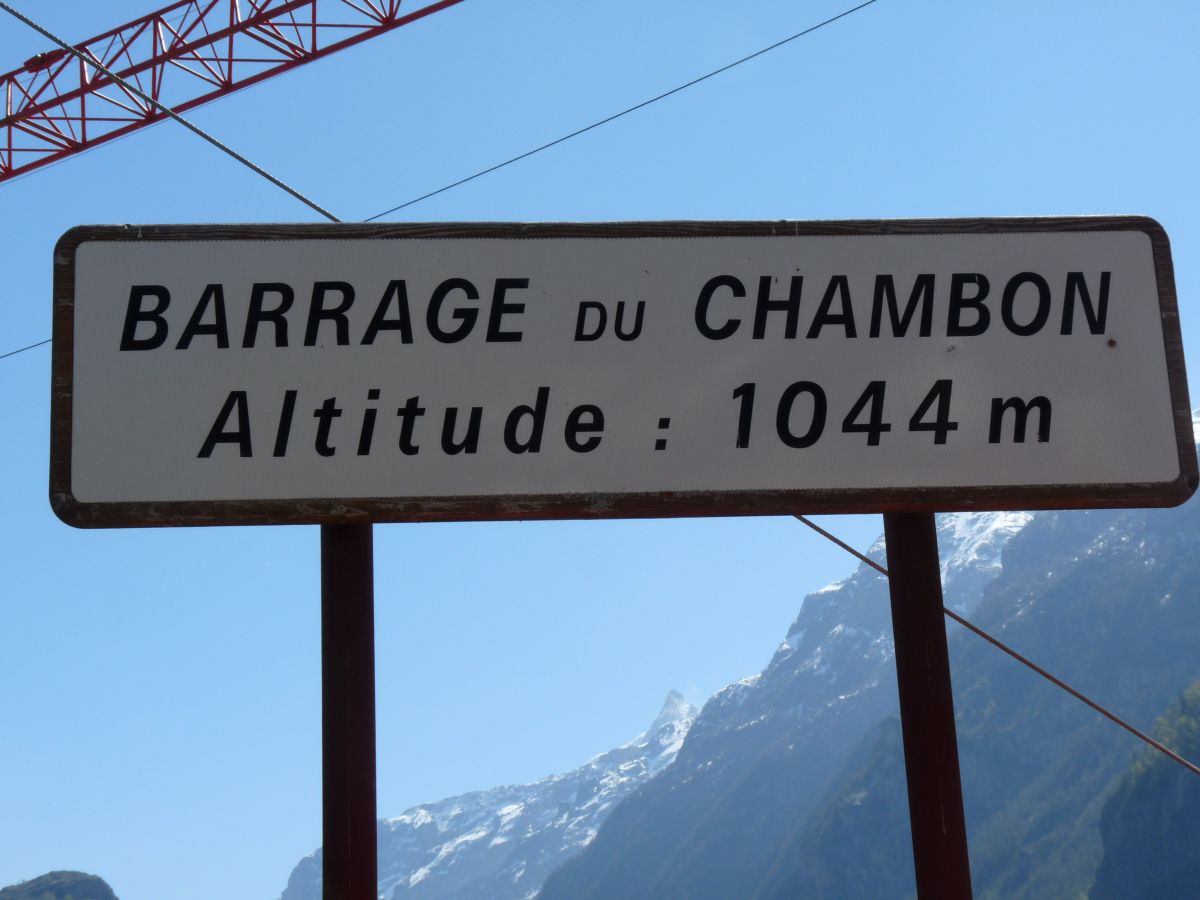 BARRAGE DU CHAMBON
Altitude : 1044 m